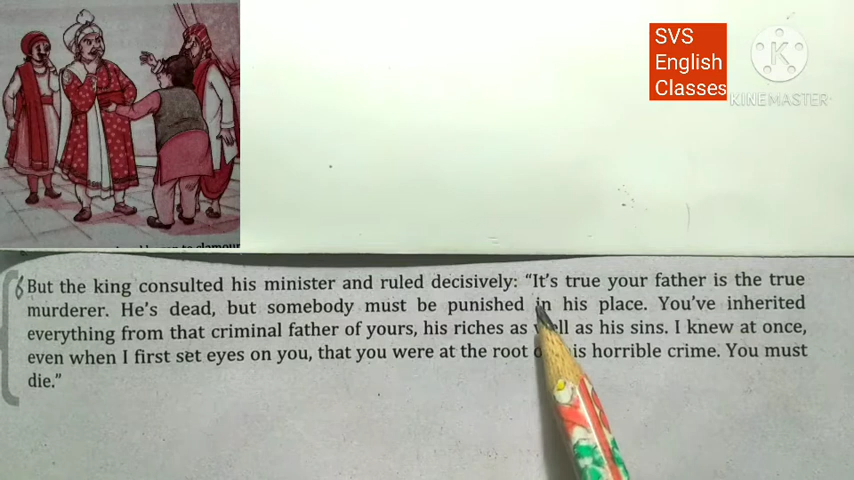 SVS
English
Classes
KINEMASTER
6 But the king consulted his minister and ruled decisively: “It’s true your father is the true
murderer. He’s dead, but somebody must be punished in his place. You’ve inherited
everything from that criminal father of yours, his riches as well as his sins. I knew at once,
even when I first set eyes on you, that you were at the root horrible crime. You must
die.”